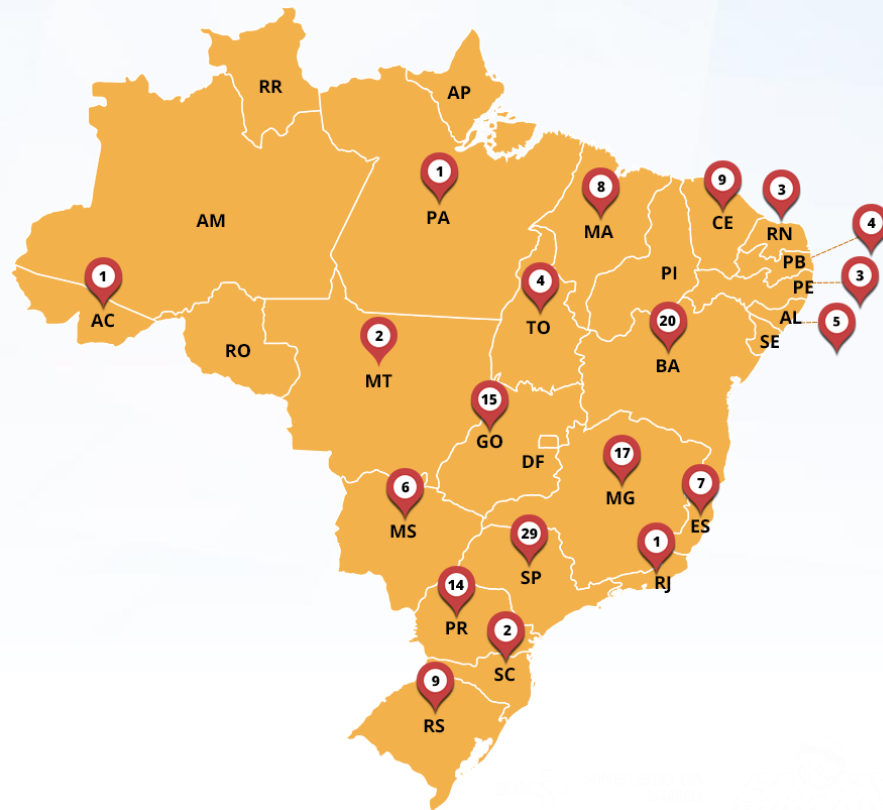 RR
AP
1
PA
8
MA
9
CE
3
RN
4
PB
AM
3
PE
PI
5
AL
1
AC
4
TO
20
BA
SE
2
MT
RO
15
GO
DF
17
MG
7
ES
6
MS
29
SP
1
RJ
14
PR
2
SC
9
RS